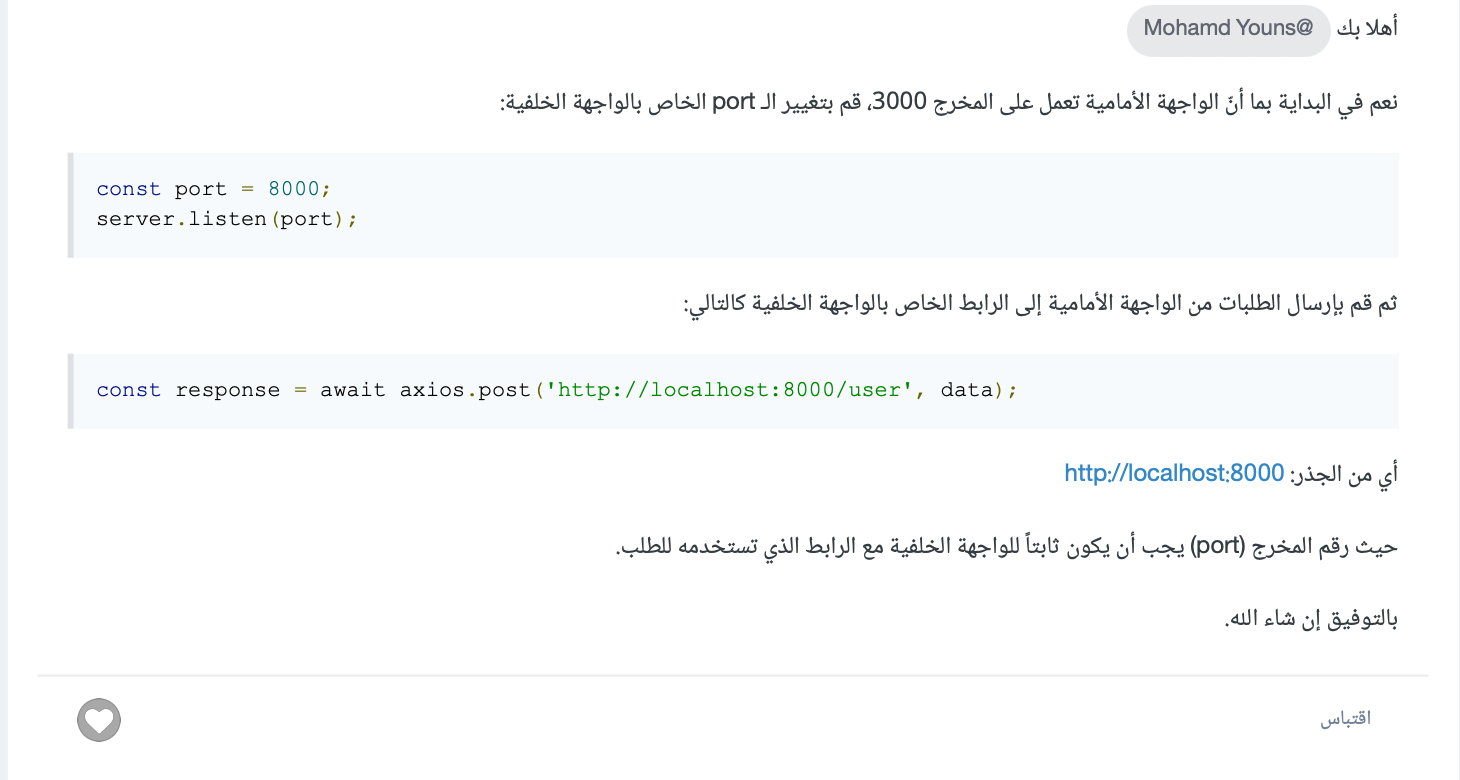 أهلا بك @Mohamd Youns
نعم في البداية بما أنّ الواجهة الأمامية تعمل على المخرج 3000، قم بتغيير الـ port الخاص بالواجهة الخلفية:
const port = 8000;
server.listen(port);
ثم قم بإرسال الطلبات من الواجهة الأمامية إلى الرابط الخاص بالواجهة الخلفية كالتالي:
const response = await axios.post('http://localhost:8000/user', data);
أي من الجذر: http://localhost:8000
حيث رقم المخرج (port) يجب أن يكون ثابتاً للواجهة الخلفية مع الرابط الذي تستخدمه للطلب.
بالتوفيق إن شاء الله.
اقتباس